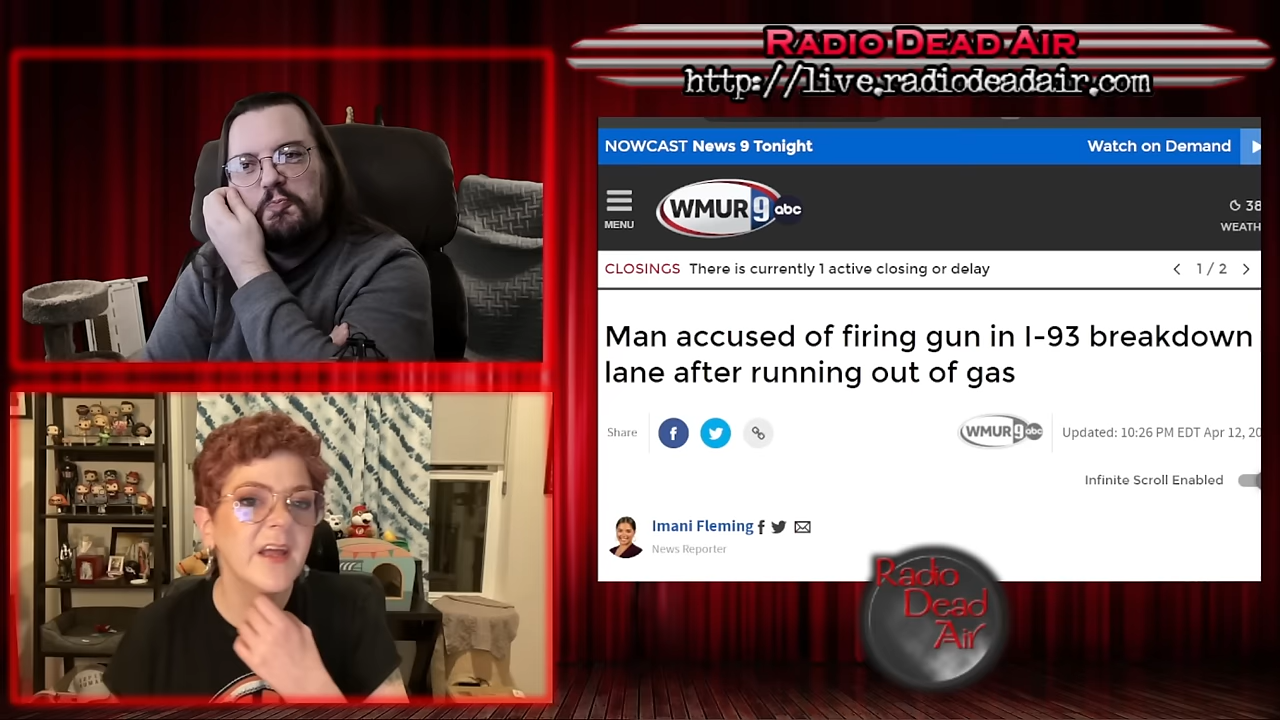 Radio Dead Air
http://live.radiodeadair.com
NOWCAST News 9 Tonight
Watch on Demand
MENU
WMUR 9 abc
38
WEATH
CLOSINGS There is currently 1 active closing or delay
1 / 2
Man accused of firing gun in I-93 breakdown
lane after running out of gas
Share
WMUR 9 abc
Updated: 10:26 PM EDT Apr 12, 20
Infinite Scroll Enabled
Imani Fleming
News Reporter
Radio
Dead
Air